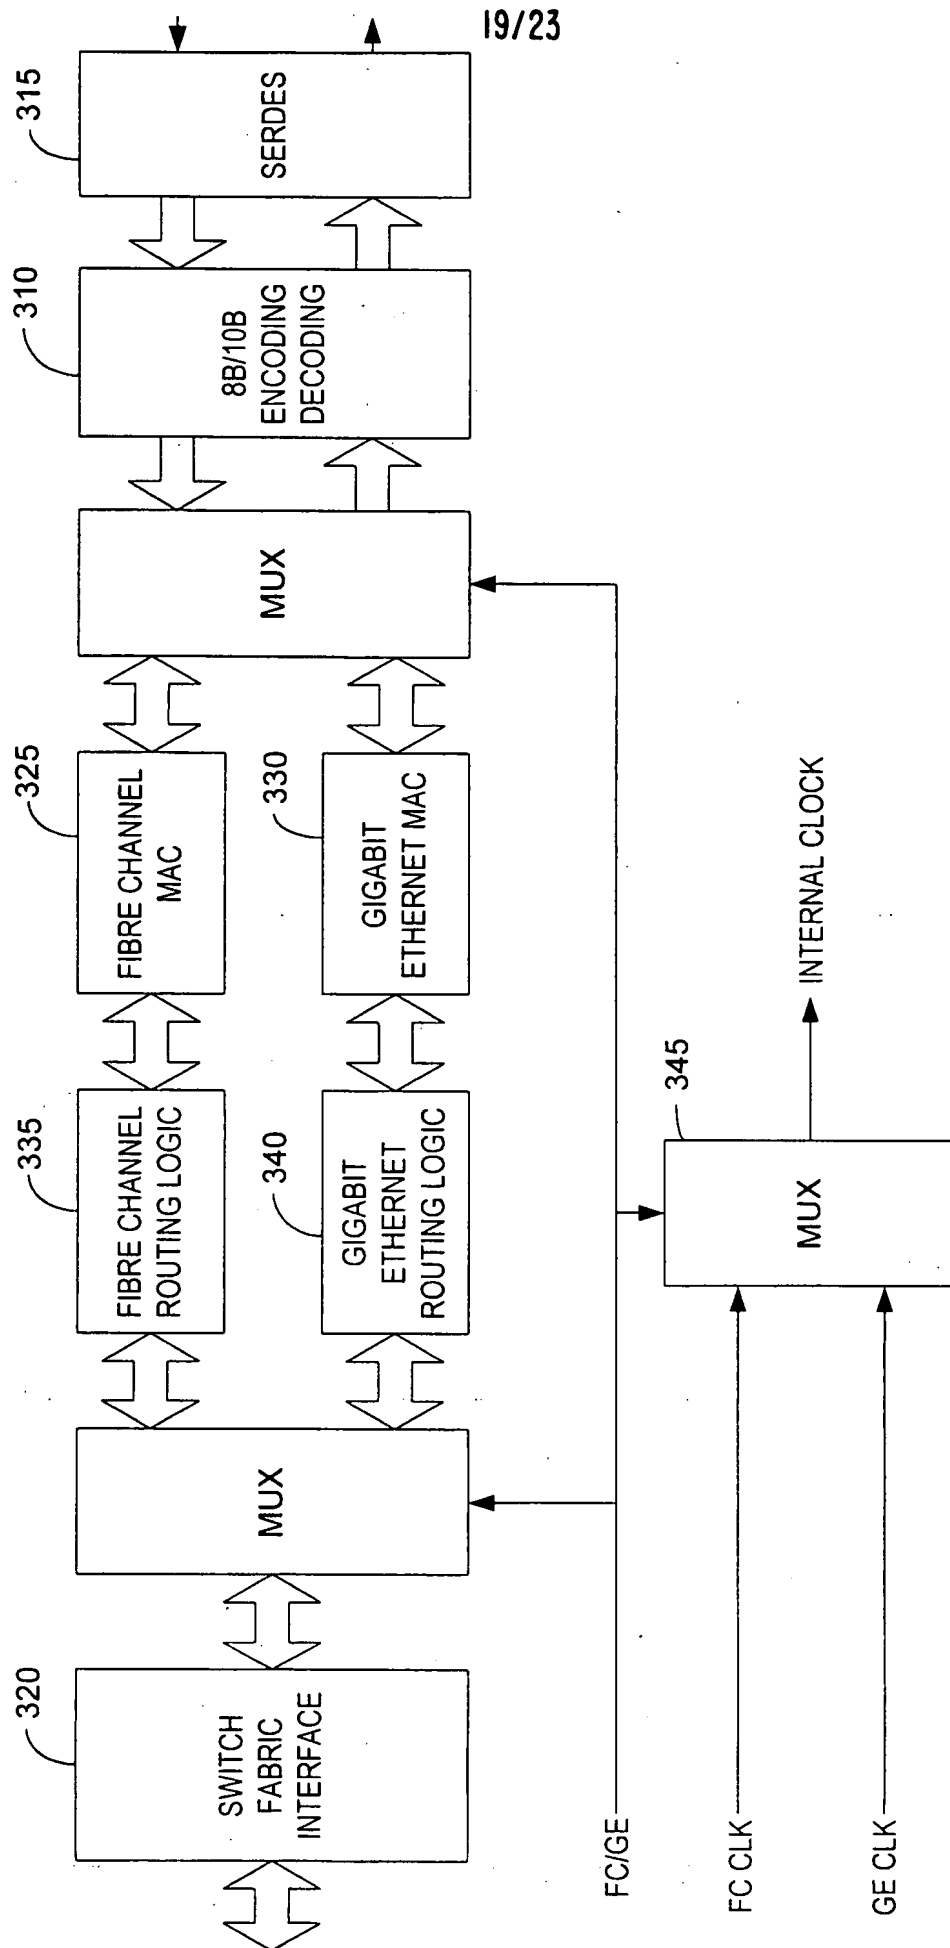 19/23
315
SERDES
310
8B/10B
ENCODING
DECODING
MUX
325
FIBRE CHANNEL
MAC
330
GIGABIT
ETHERNET MAC
335
FIBRE CHANNEL
ROUTING LOGIC
340
GIGABIT
ETHERNET
ROUTING LOGIC
MUX
320
SWITCH
FABRIC
INTERFACE
FC/GE
FC CLK
GE CLK
345
MUX
INTERNAL CLOCK